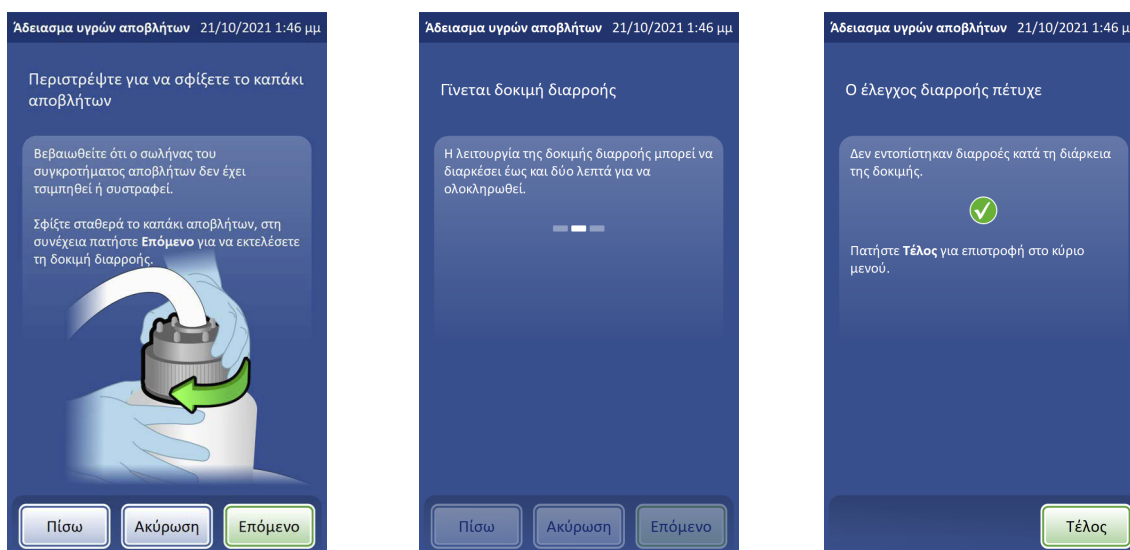 Άδειασμα υγρών αποβλήτων 21/10/2021 1:46 μμ
Περιστρέψτε για να σφίξετε το καπάκι
αποβλήτων
Βεβαιωθείτε ότι ο σωλήνας του
συγκροτήματος αποβλήτων δεν έχει
τσιμπηθεί ή συστραφεί.
Σφίξτε σταθερά το καπάκι αποβλήτων, στη
συνέχεια πατήστε Επόμενο για να εκτελέσετε
τη δοκιμή διαρροής.
Πίσω
Ακύρωση
Επόμενο
Άδειασμα υγρών αποβλήτων 21/10/2021 1:46 μμ
Γίνεται δοκιμή διαρροής
Η λειτουργία της δοκιμής διαρροής μπορεί να
διαρκέσει έως και δύο λεπτά για να
ολοκληρωθεί.
Πίσω
Ακύρωση
Επόμενο
Άδειασμα υγρών αποβλήτων 21/10/2021 1:46 μ
Ο έλεγχος διαρροής πέτυχε
Δεν εντοπίστηκαν διαρροές κατά τη διάρκεια
της δοκιμής.
Πατήστε Τέλος για επιστροφή στο κύριο
μενού.
Τέλος